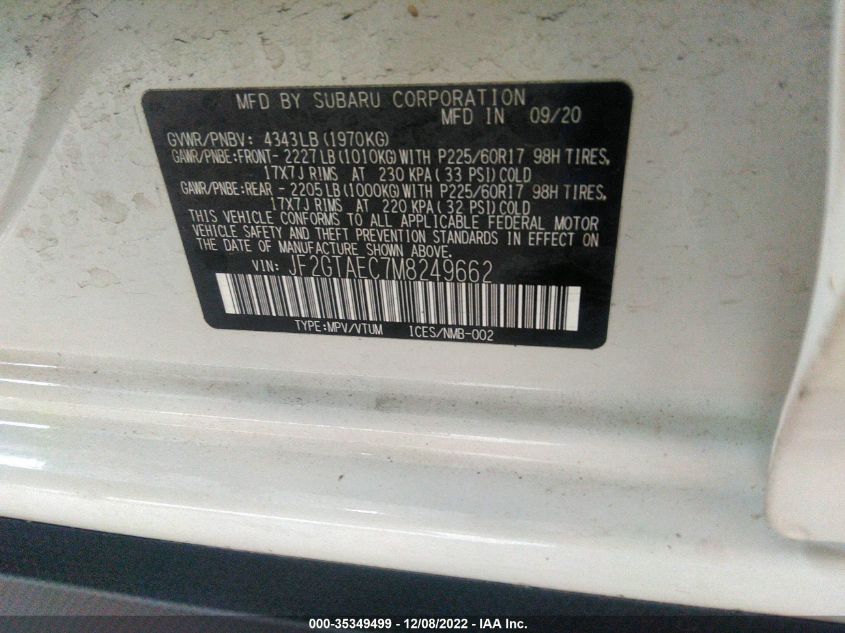 MFD BY SUBARU CORPORATION
MFD IN 09/20
GVWR/PNBV: 4343LB (1970KG)
GAWR/PNBE:FRONT- 2227LB (1010KG) WITH P225/60R17 98H TIRES,
17X7J RIMS AT 230 KPA ( 33 PSI) COLD
GAWR/PNBE:REAR - 2205LB (1000KG) WITH P225/60R17 98H TIRES,
17X7J RIMS AT 220 KPA ( 32 PSI) COLD
THIS VEHICLE CONFORMS TO ALL APPLICABLE FEDERAL MOTOR
VEHICLE SAFETY AND THEFT PREVENTION STANDARDS IN EFFECT ON
THE DATE OF MANUFACTURE SHOWN ABOVE.
VIN: JF2GTAEC7M8249662
TYPE:MPV/VTUM ICES/NMB-002
000-35349499 - 12/08/2022 - IAA Inc.